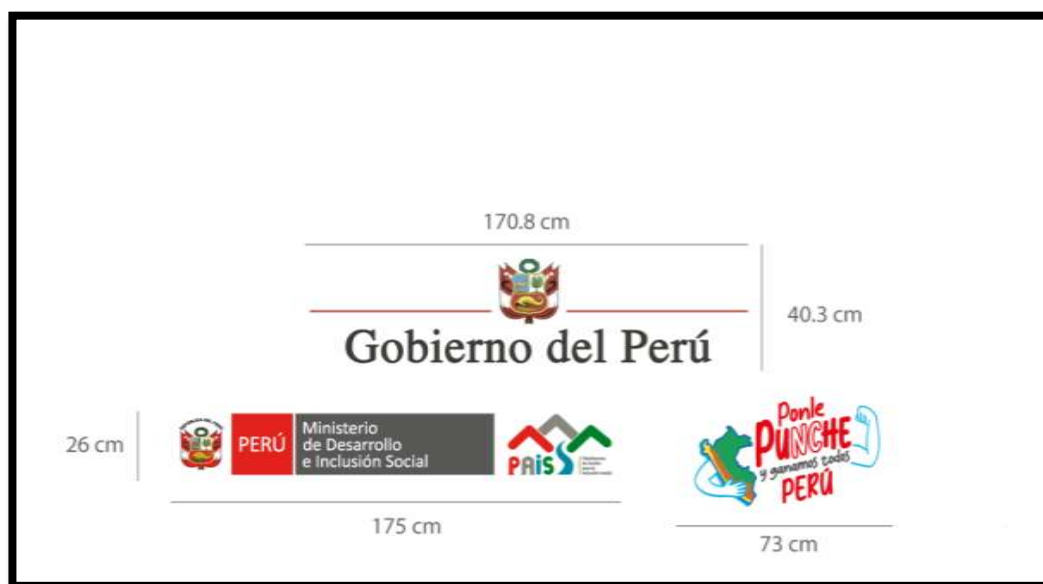 170.8 cm
40.3 cm
Gobierno del Perú
26 cm
PERÚ
Ministerio
de Desarrollo
e Inclusión Social
PAIS
175 cm
Ponle
PUNCHE
y ganamos todos
PERÚ
73 cm